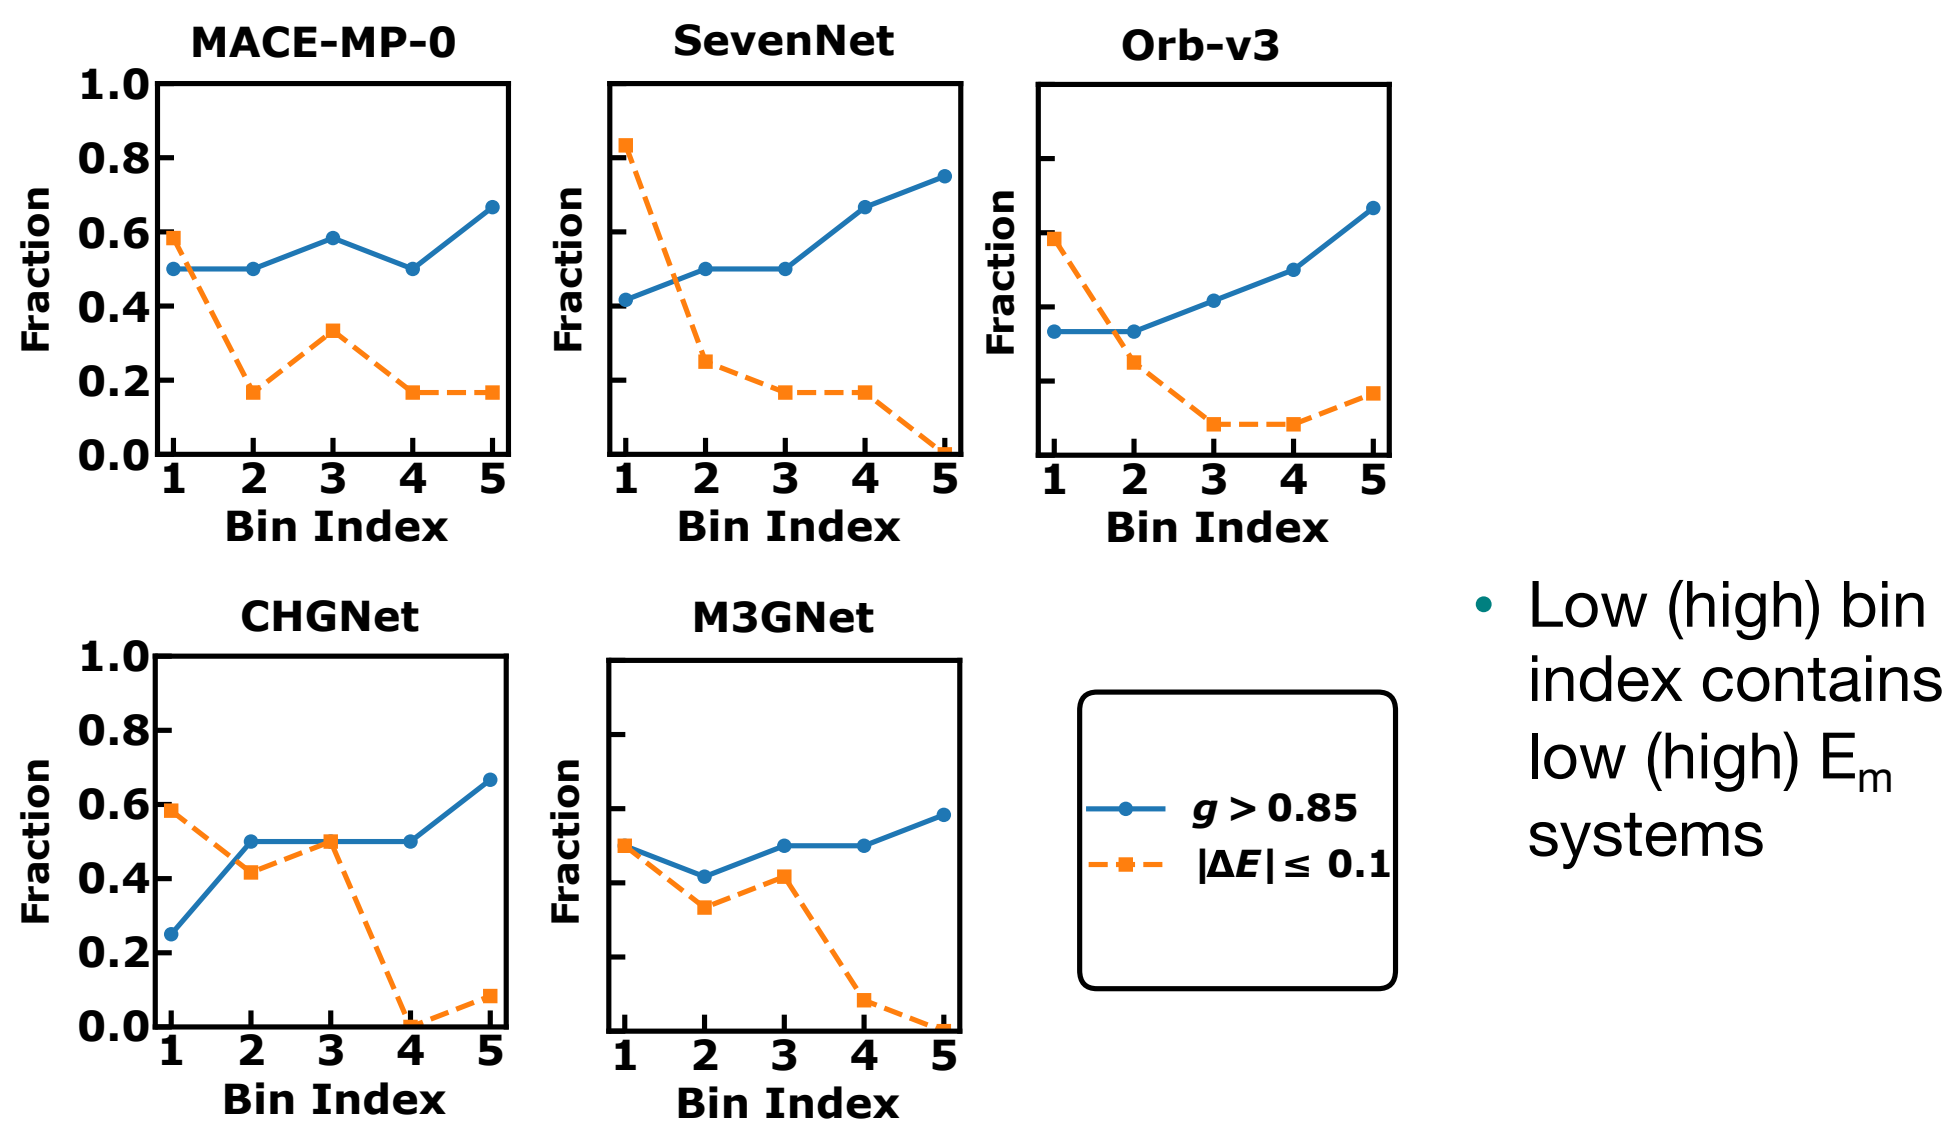 MACE-MP-0
SevenNet
Orb-v3
1.0
0.8
0.6
0.4
0.2
0.0
Fraction
1 2 3 4 5
Bin Index
Fraction
1 2 3 4 5
Bin Index
Fraction
1 2 3 4 5
Bin Index
CHGNet
M3GNet
1.0
0.8
0.6
0.4
0.2
0.0
Fraction
1 2 3 4 5
Bin Index
Fraction
1 2 3 4 5
Bin Index
g > 0.85
|ΔE| ≤ 0.1
• Low (high) bin
index contains
low (high) Em
systems